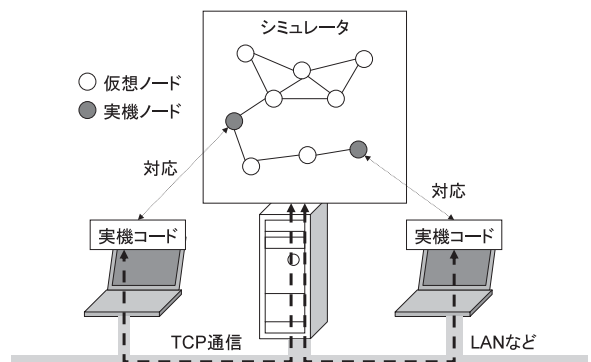 シミュレータ
仮想ノード
実機ノード
対応
対応
実機コード
実機コード
TCP通信
LANなど